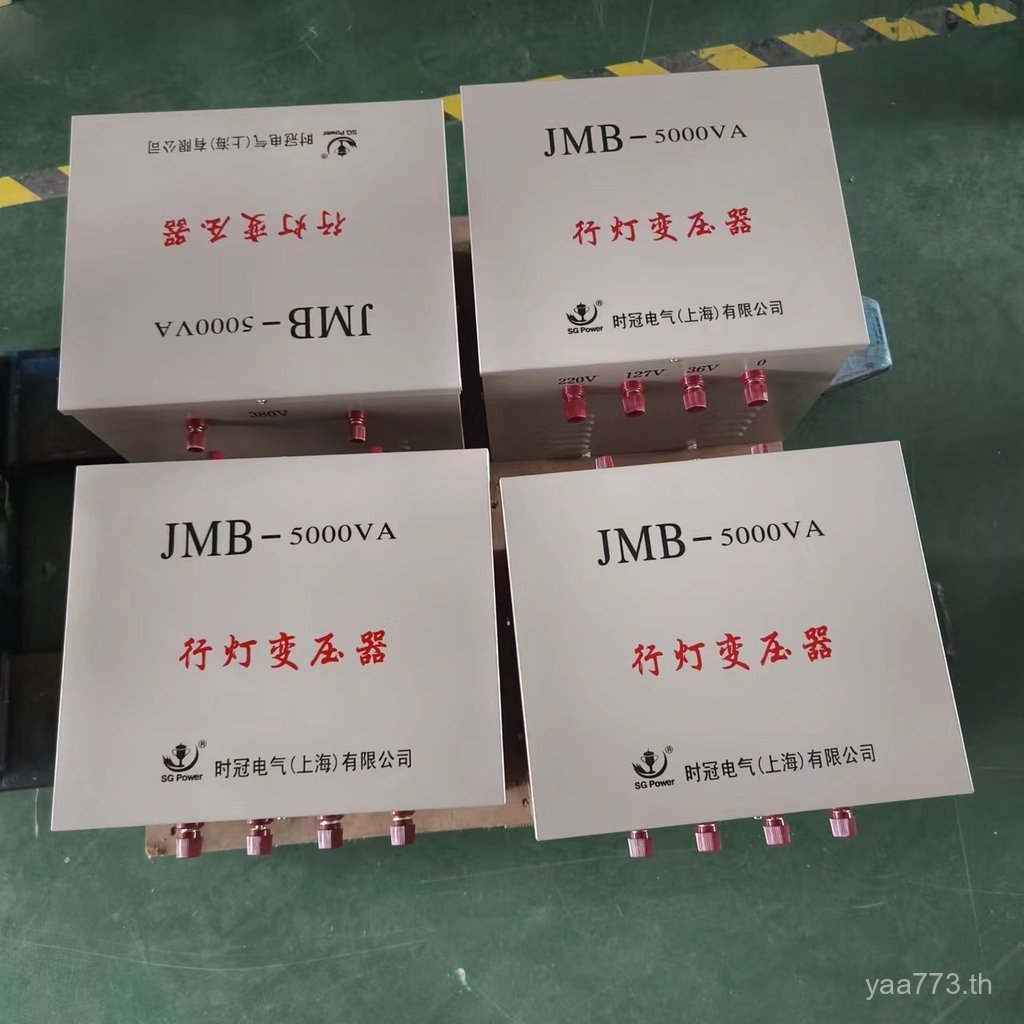 时冠电气(上海)有限公司
SG Power
®
行灯变压器
JMB-5000VA
380V
JMB-5000VA
行灯变压器
®
SG Power
时冠电气(上海)有限公司
220V 127V 36V 0
JMB-5000VA
行灯变压器
®
SG Power
时冠电气(上海)有限公司
JMB-5000VA
行灯变压器
®
SG Power
时冠电气(上海)有限公司
yaa773.th